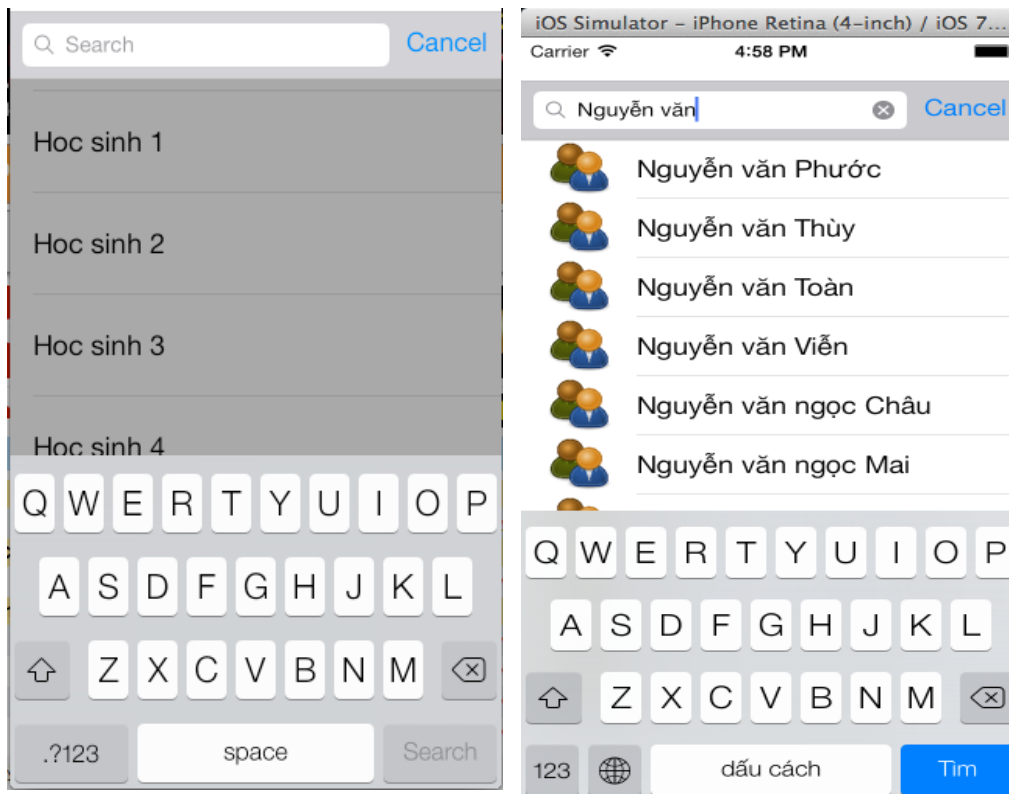 Search Cancel
Hoc sinh 1
Hoc sinh 2
Hoc sinh 3
Hoc sinh 4
Q W E R T Y U I O P
A S D F G H J K L
Z X C V B N M
.?123 space Search
iOS Simulator – iPhone Retina (4-inch) / iOS 7...
Carrier 4:58 PM
Nguyễn văn Cancel
Nguyễn văn Phước
Nguyễn văn Thùy
Nguyễn văn Toàn
Nguyễn văn Viễn
Nguyễn văn ngọc Châu
Nguyễn văn ngọc Mai
Q W E R T Y U I O P
A S D F G H J K L
Z X C V B N M
123 dấu cách Tìm